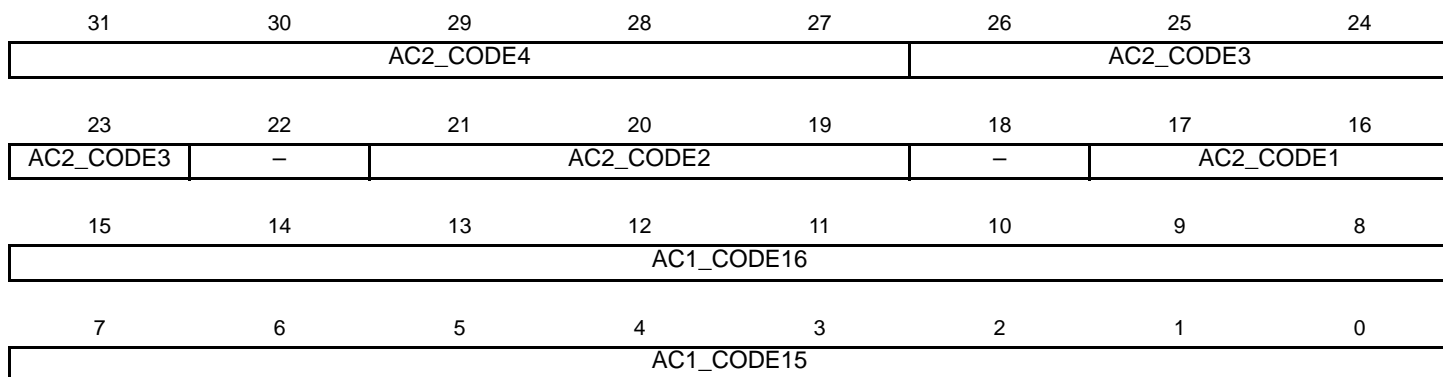 31 30 29 28 27 26 25 24
AC2_CODE4 AC2_CODE3
23 22 21 20 19 18 17 16
AC2_CODE3 – AC2_CODE2 – AC2_CODE1
15 14 13 12 11 10 9 8
AC1_CODE16
7 6 5 4 3 2 1 0
AC1_CODE15